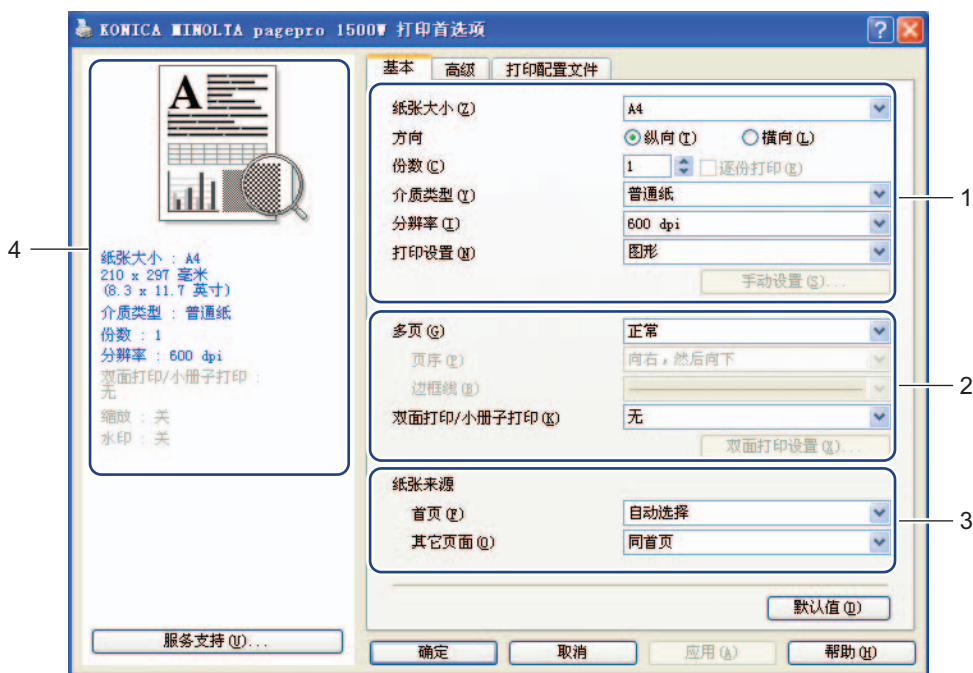 KONICA MINOLTA pagepro 1500W 打印首选项
基本 高级 打印配置文件
纸张大小(Z) A4
方向 纵向(T) 横向(L)
份数(C) 1 逐份打印(E)
介质类型(Y) 普通纸
分辨率(I) 600 dpi
打印设置(N) 图形
手动设置(S)...
1
多页(G) 正常
页序(P) 向右，然后向下
边框线(B)
双面打印/小册子打印(K) 无
双面打印设置(X)...
2
纸张来源
首页(F) 自动选择
其它页面(O) 同首页
3
默认值(D)
4
A
纸张大小 : A4
210 x 297 毫米
(8.3 x 11.7 英寸)
介质类型 : 普通纸
份数 : 1
分辨率 : 600 dpi
双面打印/小册子打印 :
无
缩放 : 关
水印 : 关
服务支持(U)...
确定 取消 应用(A) 帮助(H)